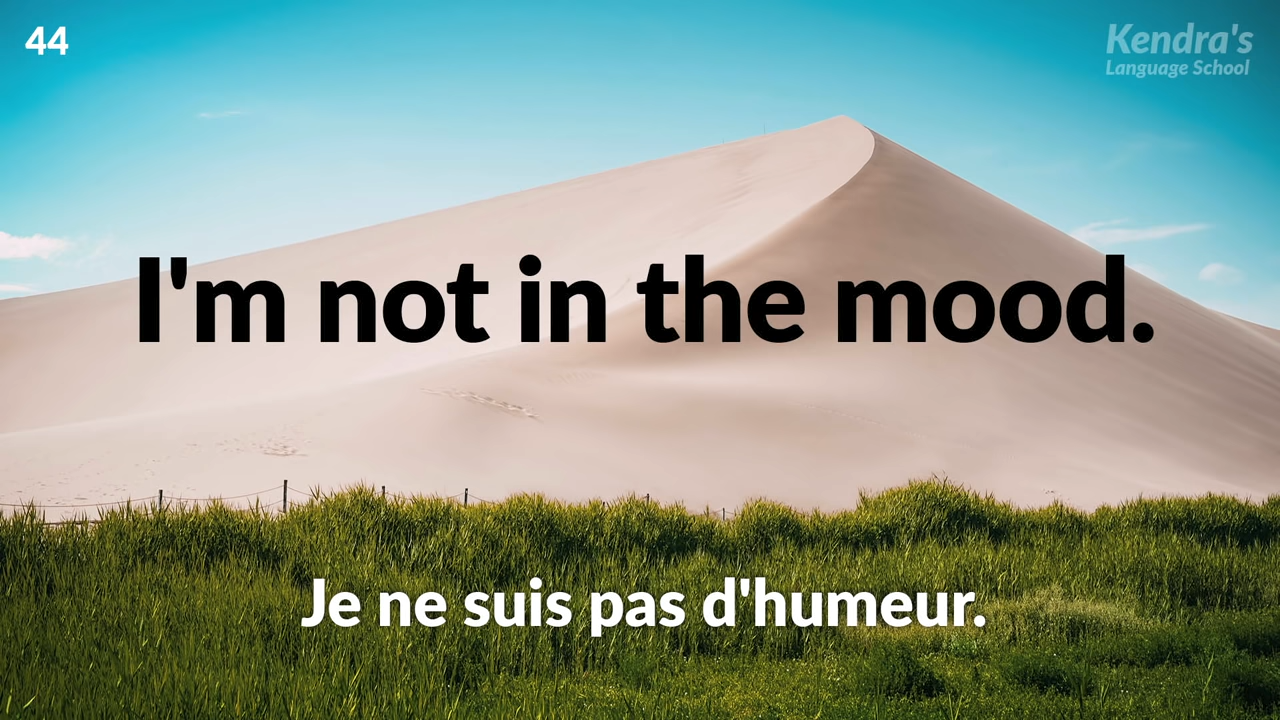 44
Kendra's
Language School
I'm not in the mood.
Je ne suis pas d'humeur.